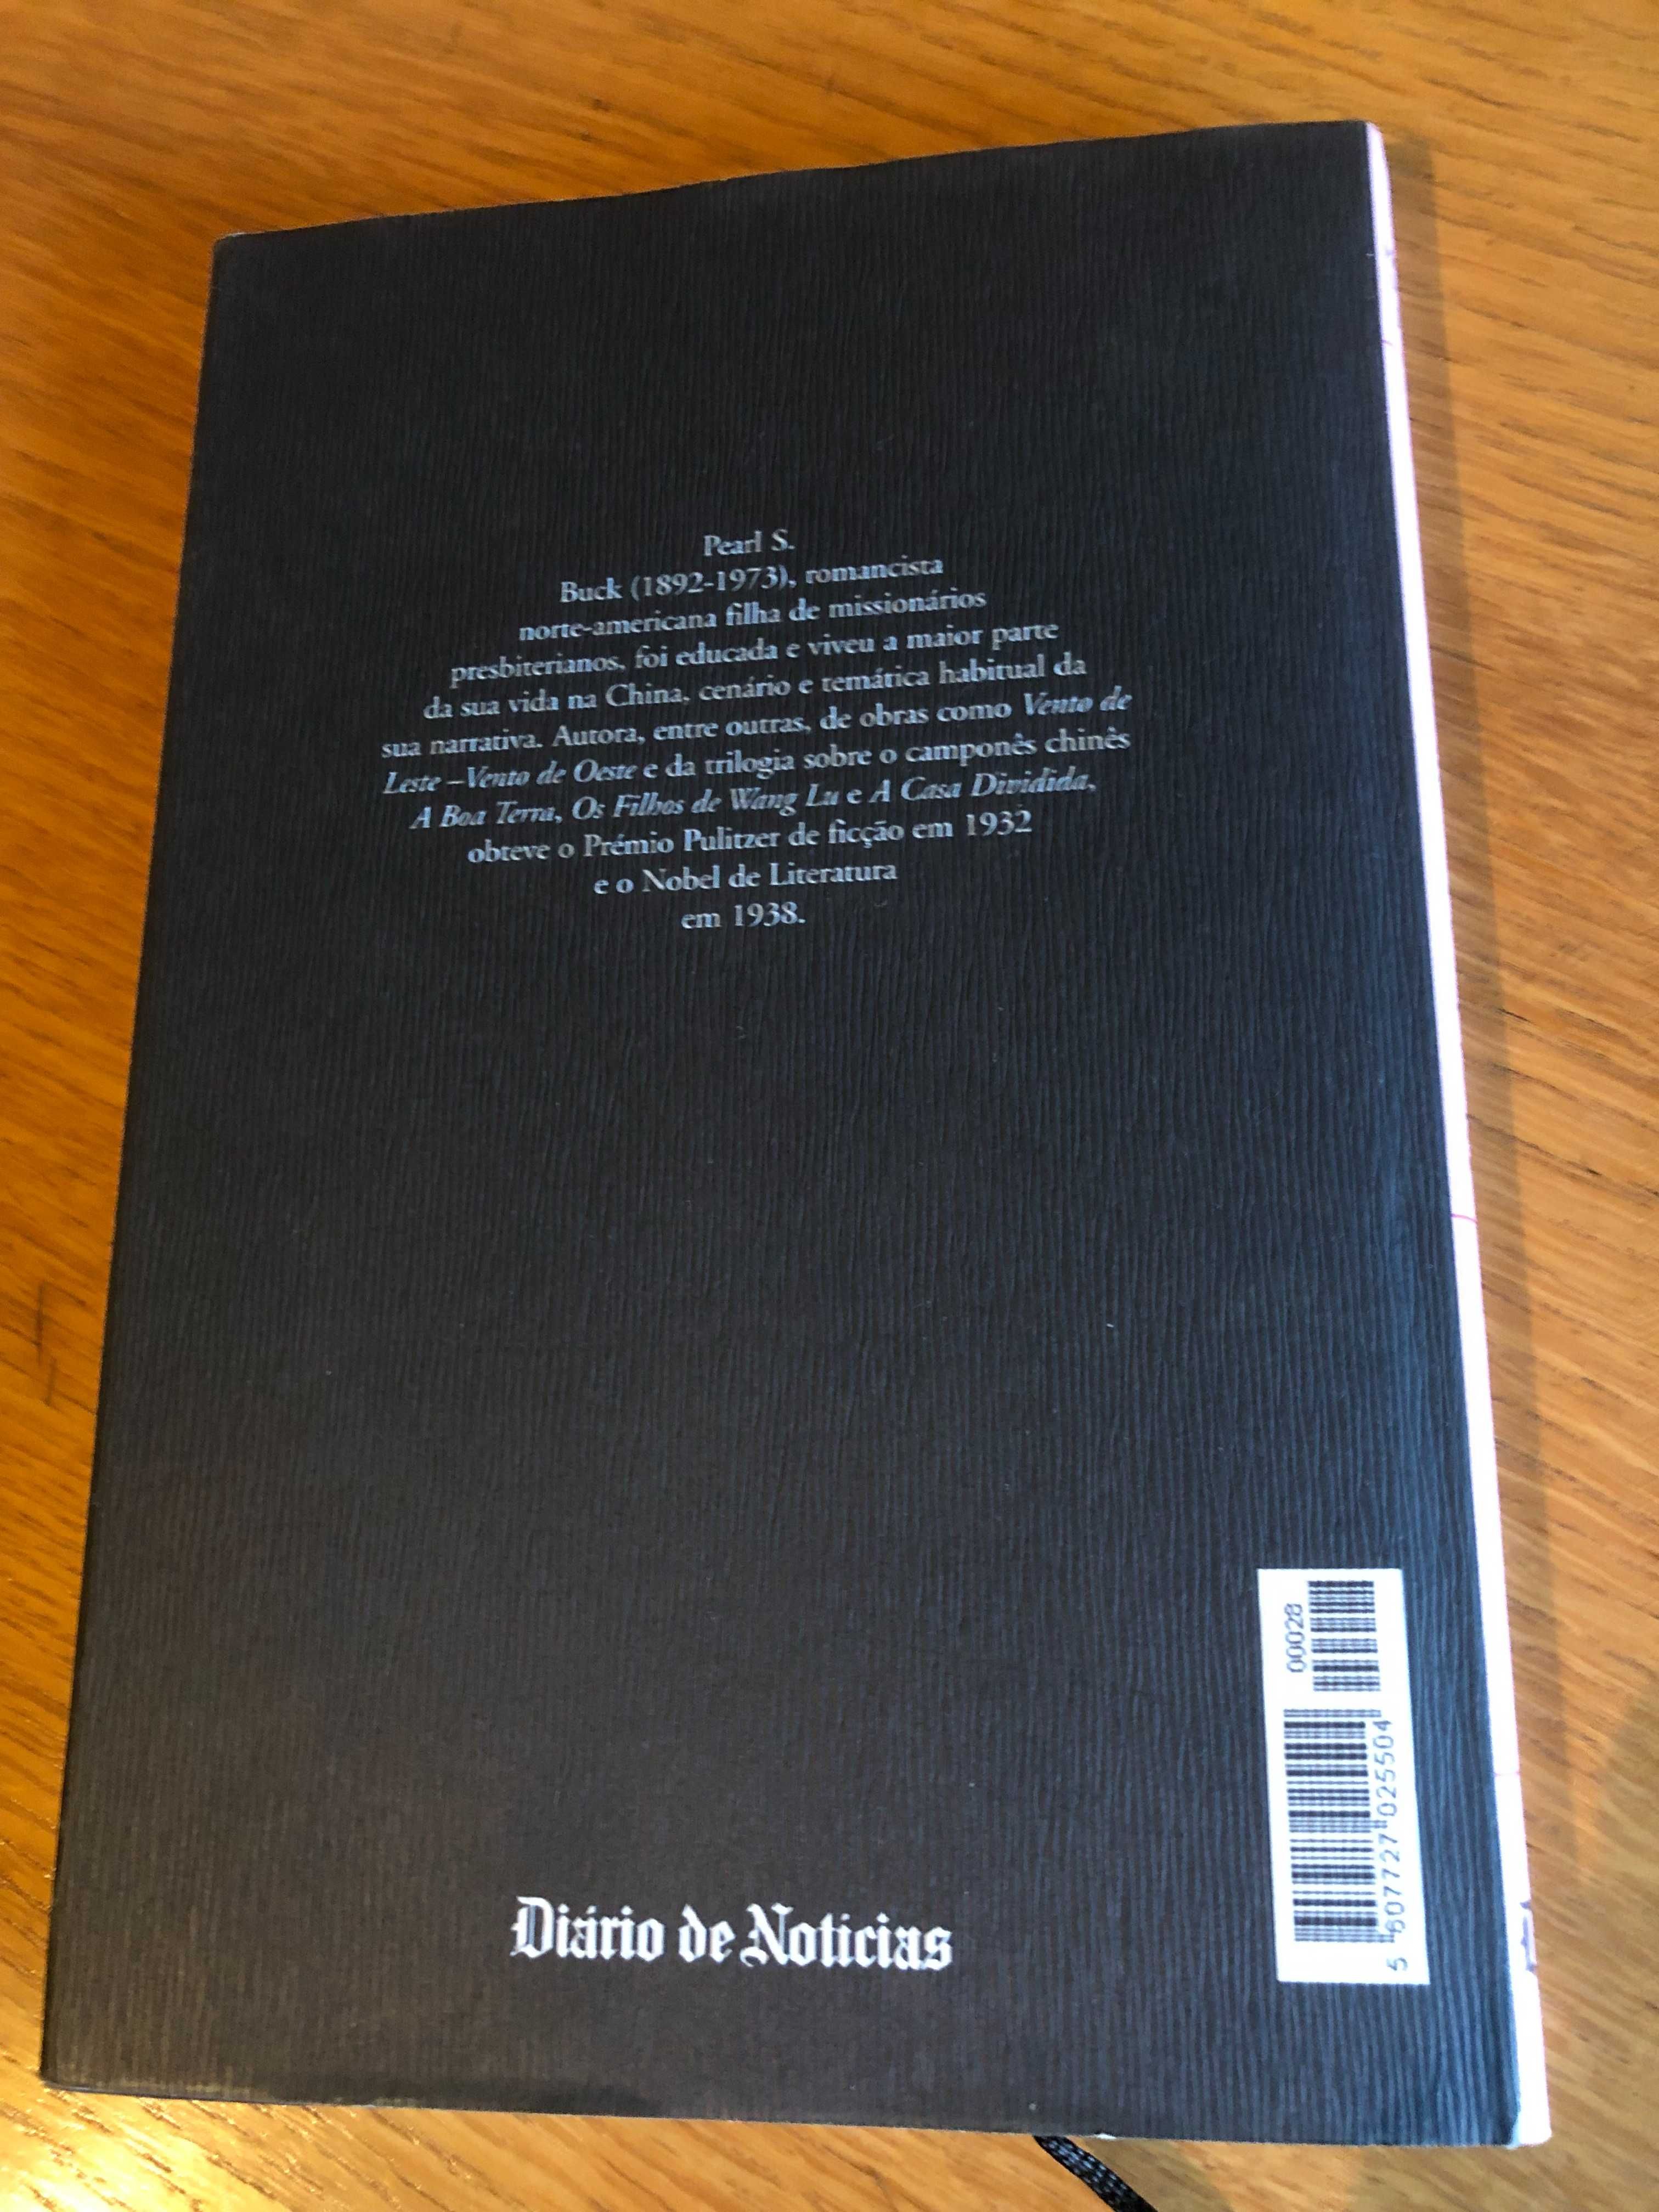 Pearl S.
Buck (1892-1973), romancista
norte-americana filha de missionários
presbiterianos, foi educada e viveu a maior parte
da sua vida na China, cenário e temática habitual da
sua narrativa. Autora, entre outras, de obras como Vento de
Leste – Vento de Oeste e da trilogia sobre o camponês chinês
A Boa Terra, Os Filhos de Wang Lu e A Casa Dividida,
obteve o Prémio Pulitzer de ficção em 1932
e o Nobel de Literatura
em 1938.
00028
5 607727 025504
Diário de Notícias